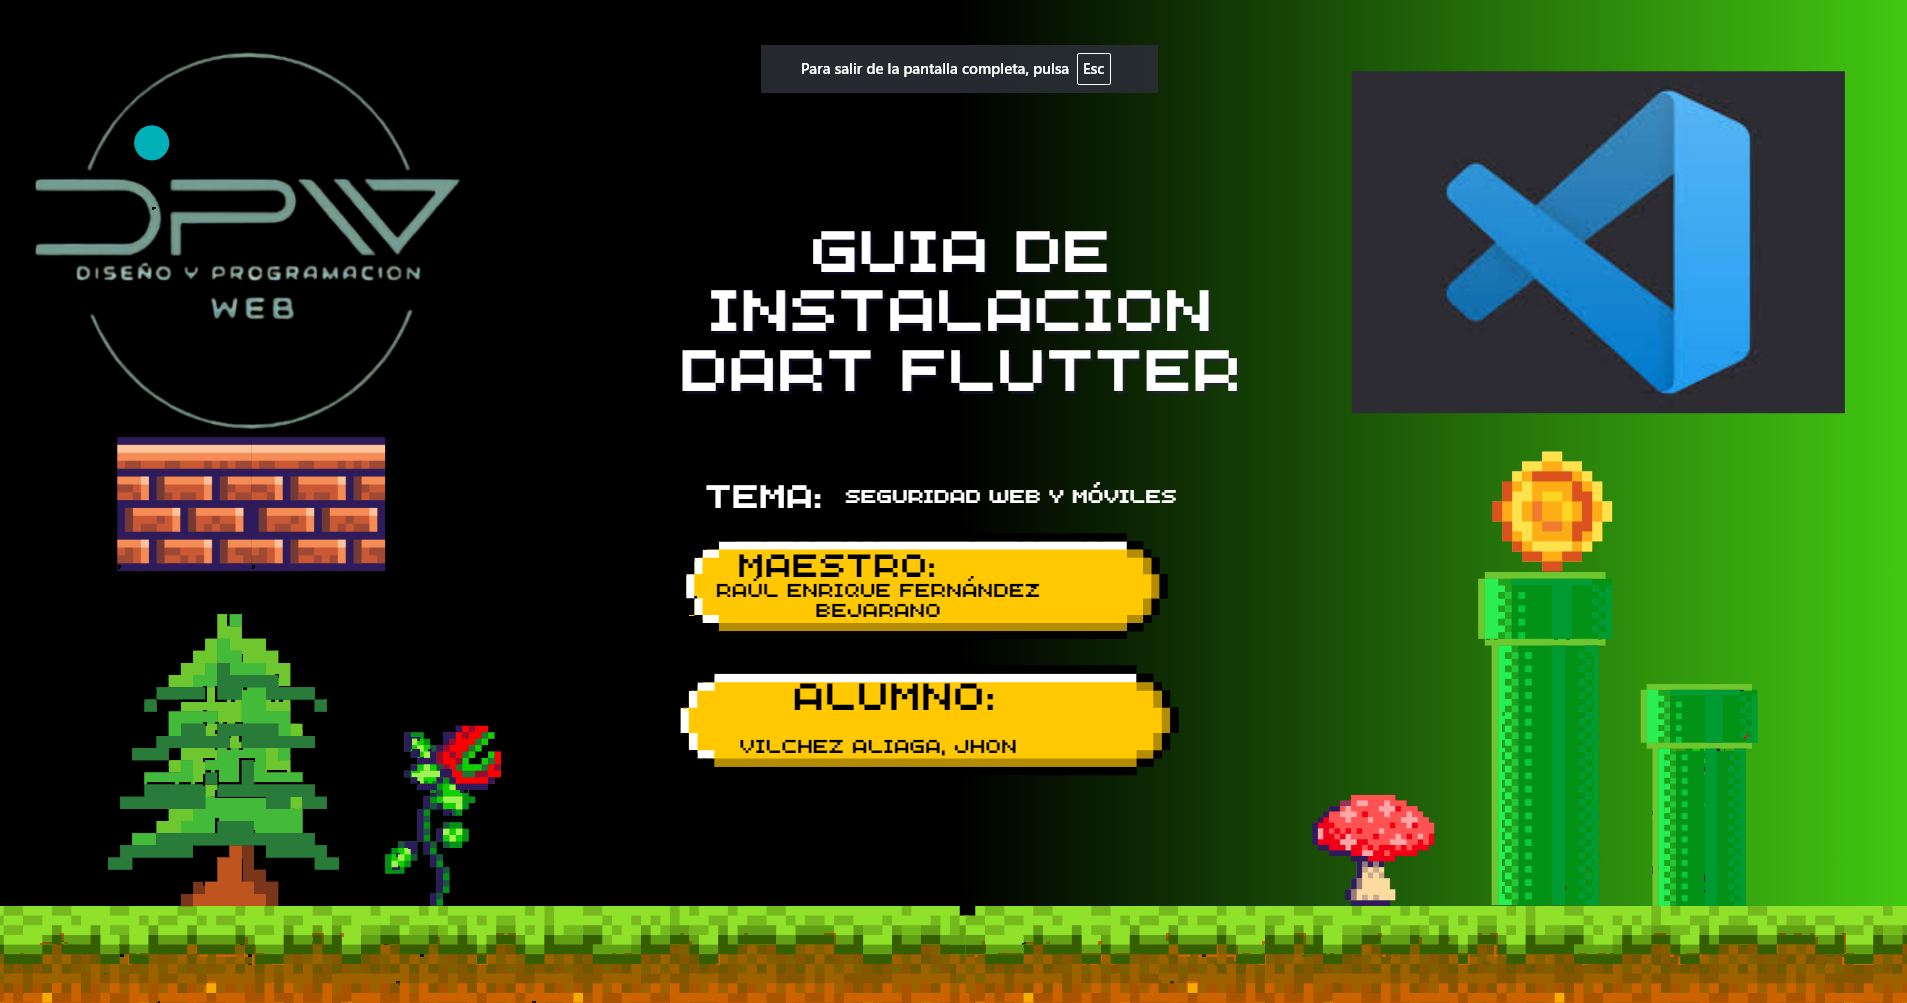 Para salir de la pantalla completa, pulsa Esc
DPW
DISEÑO Y PROGRAMACION
WEB
GUIA DE
INSTALACION
DART FLUTTER
TEMA: SEGURIDAD WEB Y MÓVILES
MAESTRO:
RAÚL ENRIQUE FERNÁNDEZ
BEJARANO
ALUMNO:
VILCHEZ ALIAGA, JHON